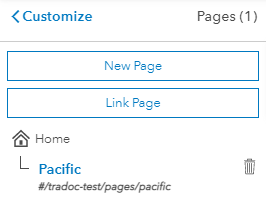 Customize
Pages (1)
New Page
Link Page
Home
Pacific
#/tradoc-test/pages/pacific